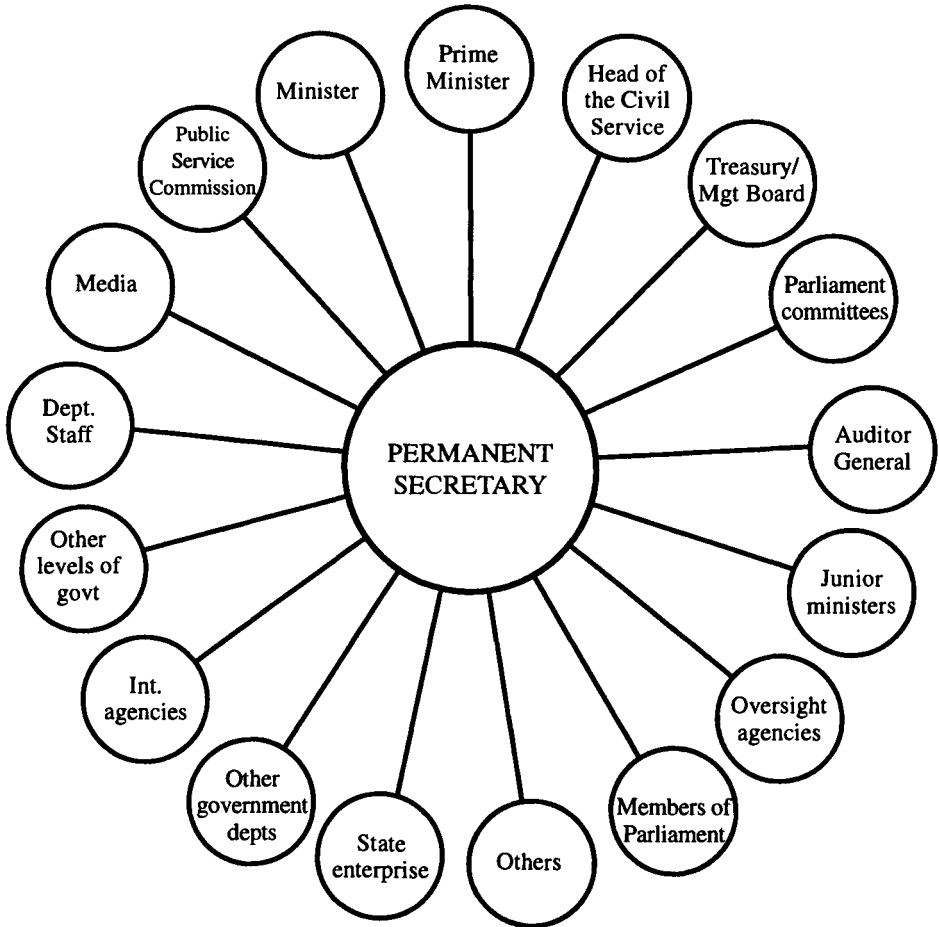 Prime
Minister
Head of
the Civil
Service
Treasury/
Mgt Board
Parliament
committees
Auditor
General
Junior
ministers
Oversight
agencies
Members of
Parliament
Others
State
enterprise
Other
government
depts
Int.
agencies
Other
levels of
govt
Dept.
Staff
Media
Public
Service
Commission
Minister
PERMANENT
SECRETARY